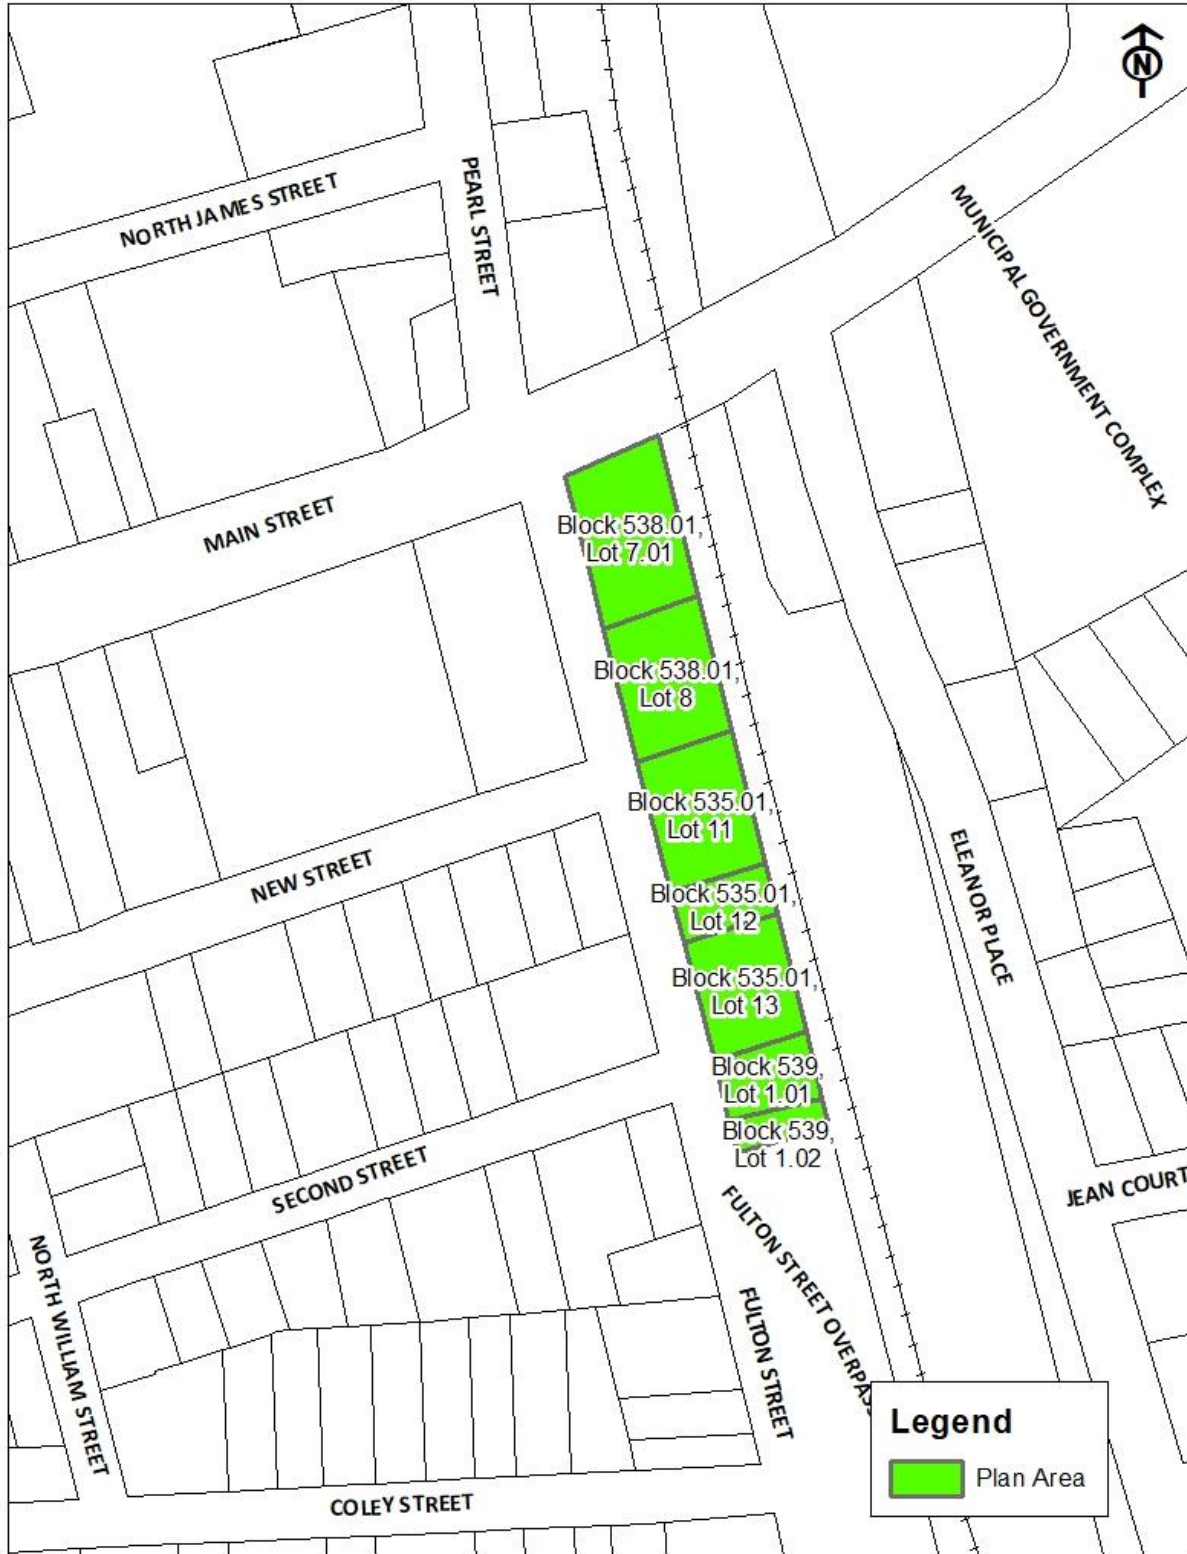 N
NORTH JAMES STREET
PEARL STREET
MUNICIPAL GOVERNMENT COMPLEX
MAIN STREET
Block 538.01,
Lot 7.01
Block 538.01,
Lot 8
Block 535.01,
Lot 11
NEW STREET
Block 535.01,
Lot 12
ELEANOR PLACE
Block 535.01,
Lot 13
Block 539,
Lot 1.01
Block 539,
Lot 1.02
SECOND STREET
JEAN COURT
NORTH WILLIAM STREET
FULTON STREET OVERPAS
FULTON STREET
COLEY STREET
Legend
Plan Area